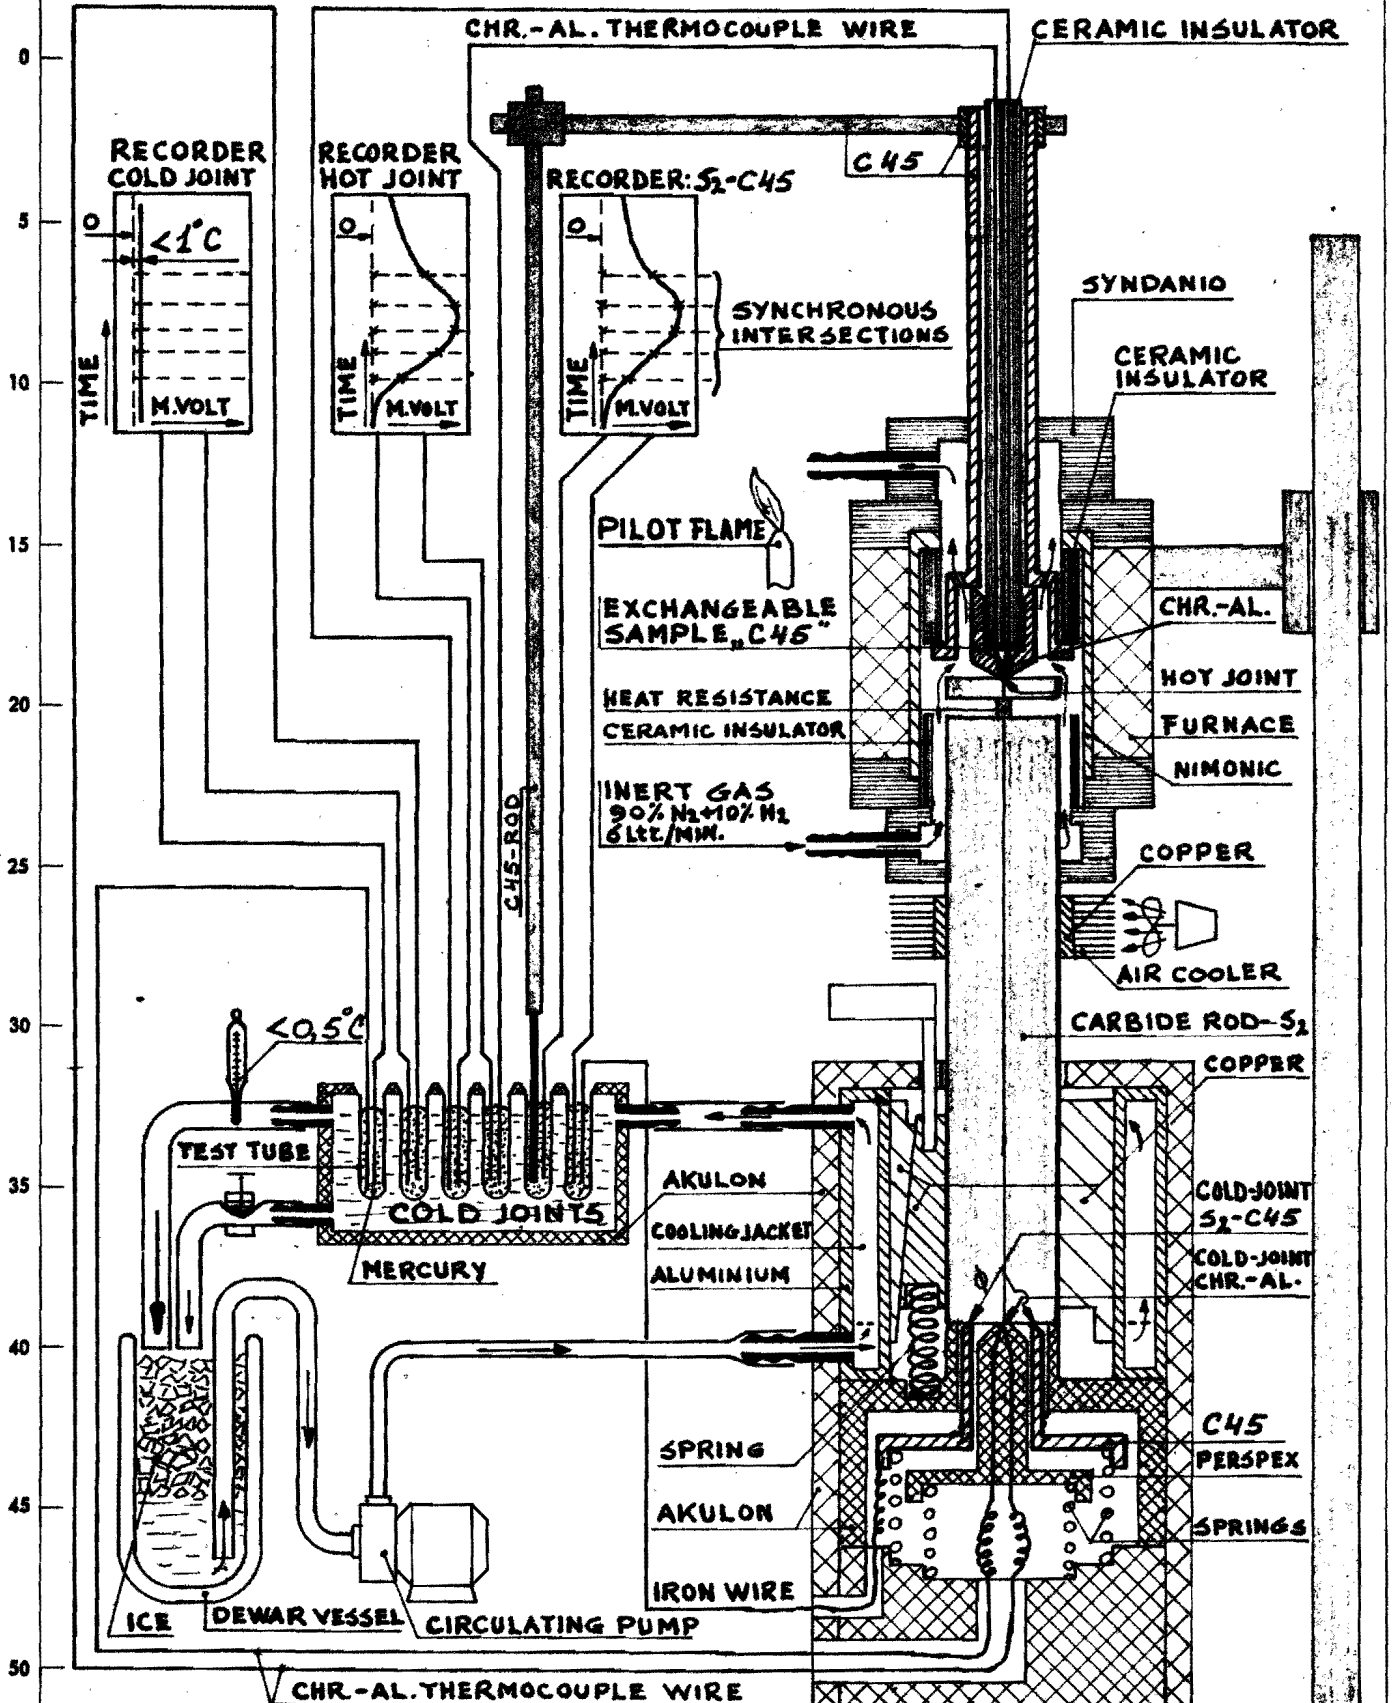 CHR.-AL. THERMOCOUPLE WIRE
CERAMIC INSULATOR
0
RECORDER
COLD JOINT
RECORDER
HOT JOINT
RECORDER: S2-C45
C 45
0
<1°C
TIME
M.VOLT
0
TIME
M.VOLT
0
TIME
M.VOLT
SYNCHRONOUS
INTERSECTIONS
5
SYNDANIO
CERAMIC
INSULATOR
10
PILOT FLAME
15
EXCHANGEABLE
SAMPLE „C45"
CHR.-AL.
HEAT RESISTANCE
HOT JOINT
20
CERAMIC INSULATOR
FURNACE
NIMONIC
INERT GAS
90% N2+10% H2
6 Ltr./MIN.
C45-ROD
25
COPPER
AIR COOLER
30
<0,5°C
CARBIDE ROD-S2
COPPER
TEST TUBE
35
COLD JOINTS
MERCURY
AKULON
COOLING JACKET
ALUMINIUM
COLD-JOINT
S2-C45
COLD-JOINT
CHR.-AL.
40
C45
SPRING
PERSPEX
45
AKULON
SPRINGS
IRON WIRE
ICE
DEWAR VESSEL
CIRCULATING PUMP
50
CHR.-AL. THERMOCOUPLE WIRE